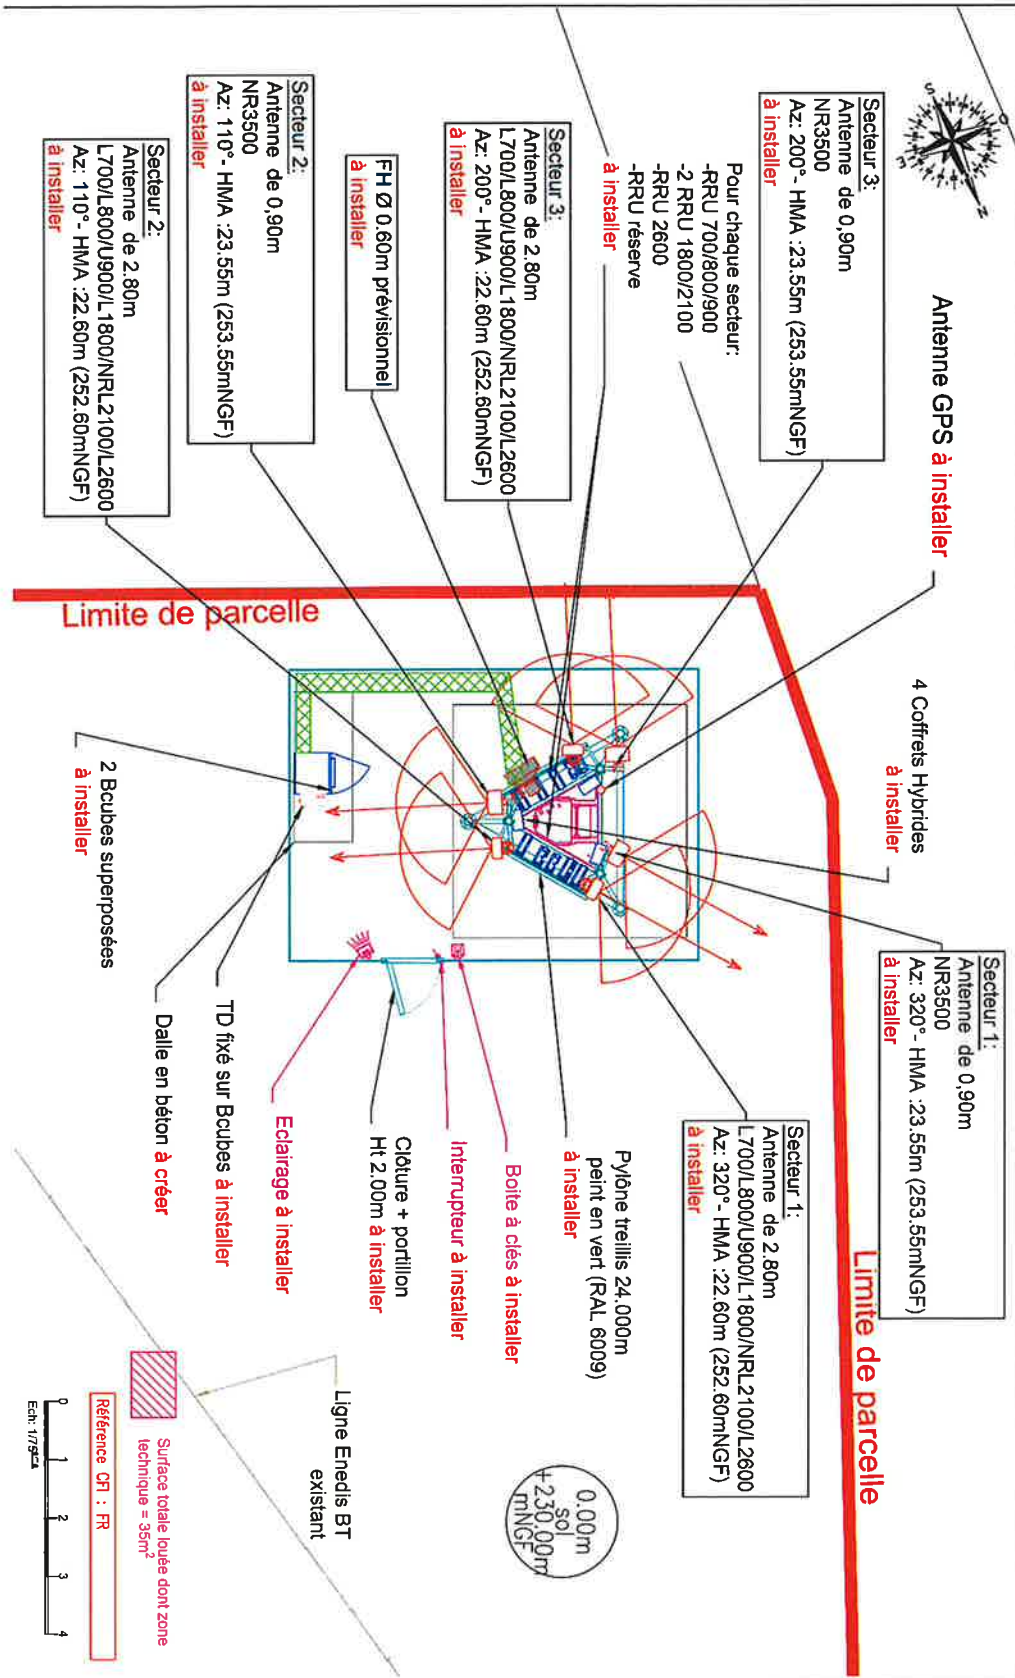 Antenne GPS à installer
Secteur 3:
Antenne de 0,90m
NR3500
Az: 200°- HMA :23.55m (253.55mNGF)
à installer
Pour chaque secteur:
-RRU 700/800/900
-2 RRU 1800/2100
-RRU 2600
-RRU réserve
à installer
Secteur 3:
Antenne de 2.80m
L700/L800/U900/L1800/NRL2100/L2600
Az: 200°- HMA :22.60m (252.60mNGF)
à installer
FH Ø 0.60m prévisionnel
à installer
Secteur 2:
Antenne de 0,90m
NR3500
Az: 110°- HMA :23.55m (253.55mNGF)
à installer
Secteur 2:
Antenne de 2.80m
L700/L800/U900/L1800/NRL2100/L2600
Az: 110°- HMA :22.60m (252.60mNGF)
à installer
Limite de parcelle
4 Coffrets Hybrides
à installer
Secteur 1:
Antenne de 0,90m
NR3500
Az: 320°- HMA :23.55m (253.55mNGF)
à installer
Limite de parcelle
Secteur 1:
Antenne de 2.80m
L700/L800/U900/L1800/NRL2100/L2600
Az: 320°- HMA :22.60m (252.60mNGF)
à installer
Pylône treillis 24.000m
peint en vert (RAL 6009)
à installer
Boite à clés à installer
Interrupteur à installer
Clôture + portillon
Ht 2.00m à installer
Eclairage à installer
TD fixé sur Bcubes à installer
Dalle en béton à créer
2 Bcubes superposées
à installer
0.00m
sol
+230.00m
mNGF
Ligne Enedis BT
existant
Surface totale louée dont zone
technique = 35m²
Référence CFI : FR
0 1 2 3 4
Ech: 1/75ème
S
O
E
N